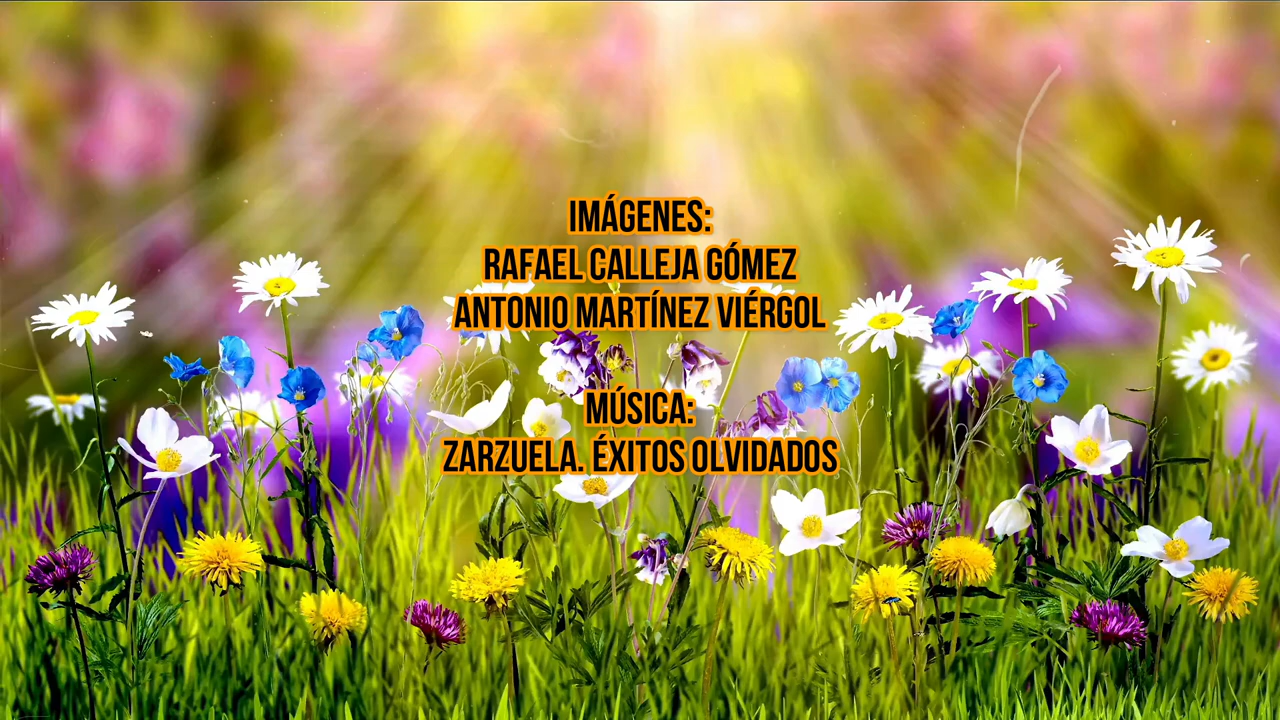 IMÁGENES:
RAFAEL CALLEJA GÓMEZ
ANTONIO MARTÍNEZ VIÉRGOL
MÚSICA:
ZARZUELA. ÉXITOS OLVIDADOS